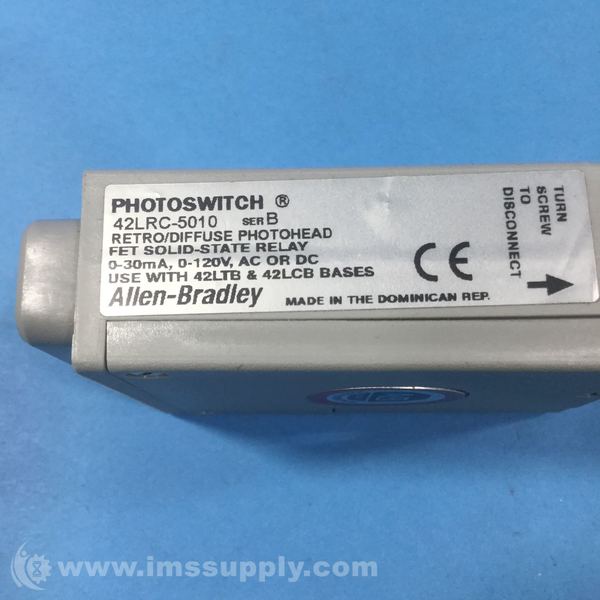 PHOTOSWITCH ®
42LRC-5010 SER B
RETRO/DIFFUSE PHOTOHEAD
FET SOLID-STATE RELAY
0-30mA, 0-120V, AC OR DC
USE WITH 42LTB & 42LCB BASES
Allen-Bradley
MADE IN THE DOMINICAN REP.
CE
TURN
SCREW
TO
DISCONNECT
www.imssupply.com